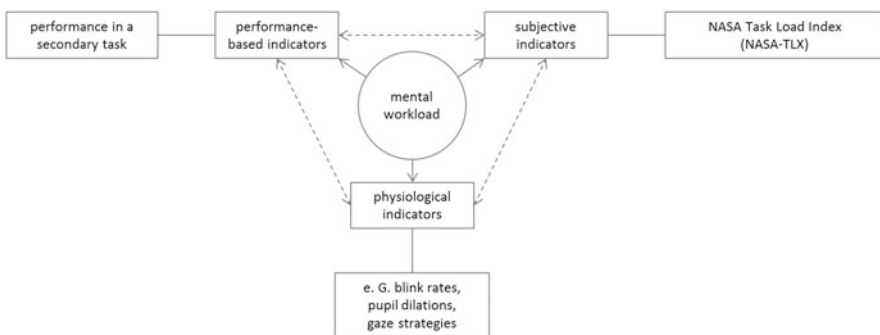 performance in a
secondary task
performance-
based indicators
subjective
indicators
NASA Task Load Index
(NASA-TLX)
mental
workload
physiological
indicators
e. G. blink rates,
pupil dilations,
gaze strategies